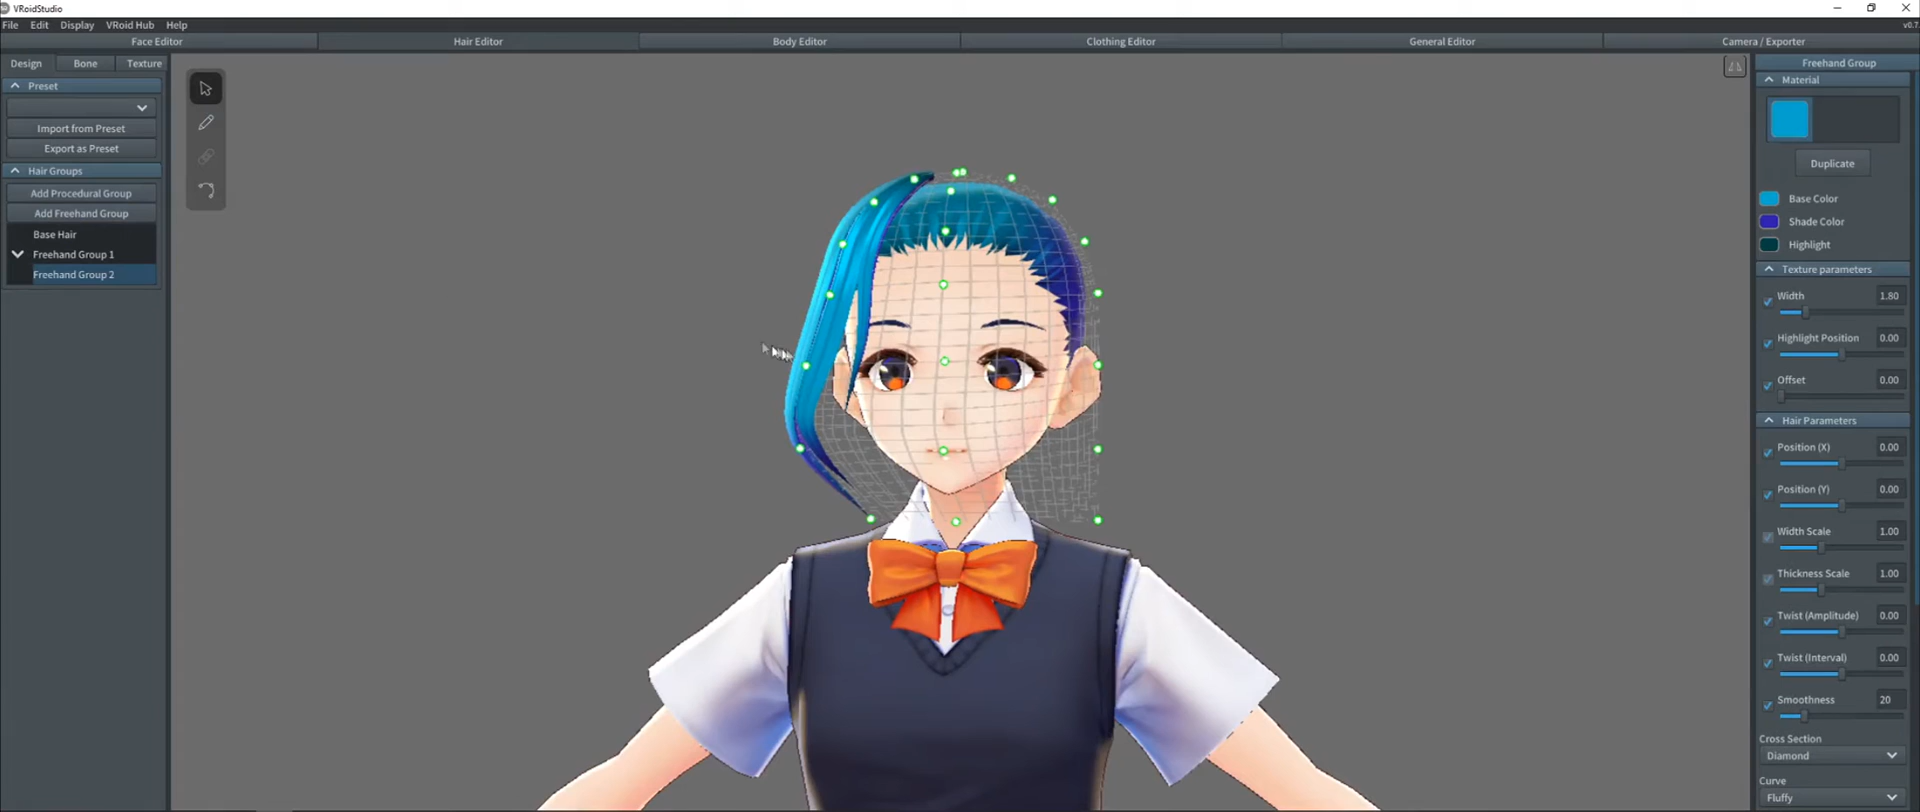 VRoidStudio
File Edit Display VRoid Hub Help
v0.7
Face Editor Hair Editor Body Editor Clothing Editor General Editor Camera / Exporter
Design Bone Texture
Preset
Import from Preset
Export as Preset
Hair Groups
Add Procedural Group
Add Freehand Group
Base Hair
Freehand Group 1
Freehand Group 2
Freehand Group
Material
Duplicate
Base Color
Shade Color
Highlight
Texture parameters
Width 1.80
Highlight Position 0.00
Offset 0.00
Hair Parameters
Position (X) 0.00
Position (Y) 0.00
Width Scale 1.00
Thickness Scale 1.00
Twist (Amplitude) 0.00
Twist (Interval) 0.00
Smoothness 20
Cross Section
Diamond
Curve
Fluffy